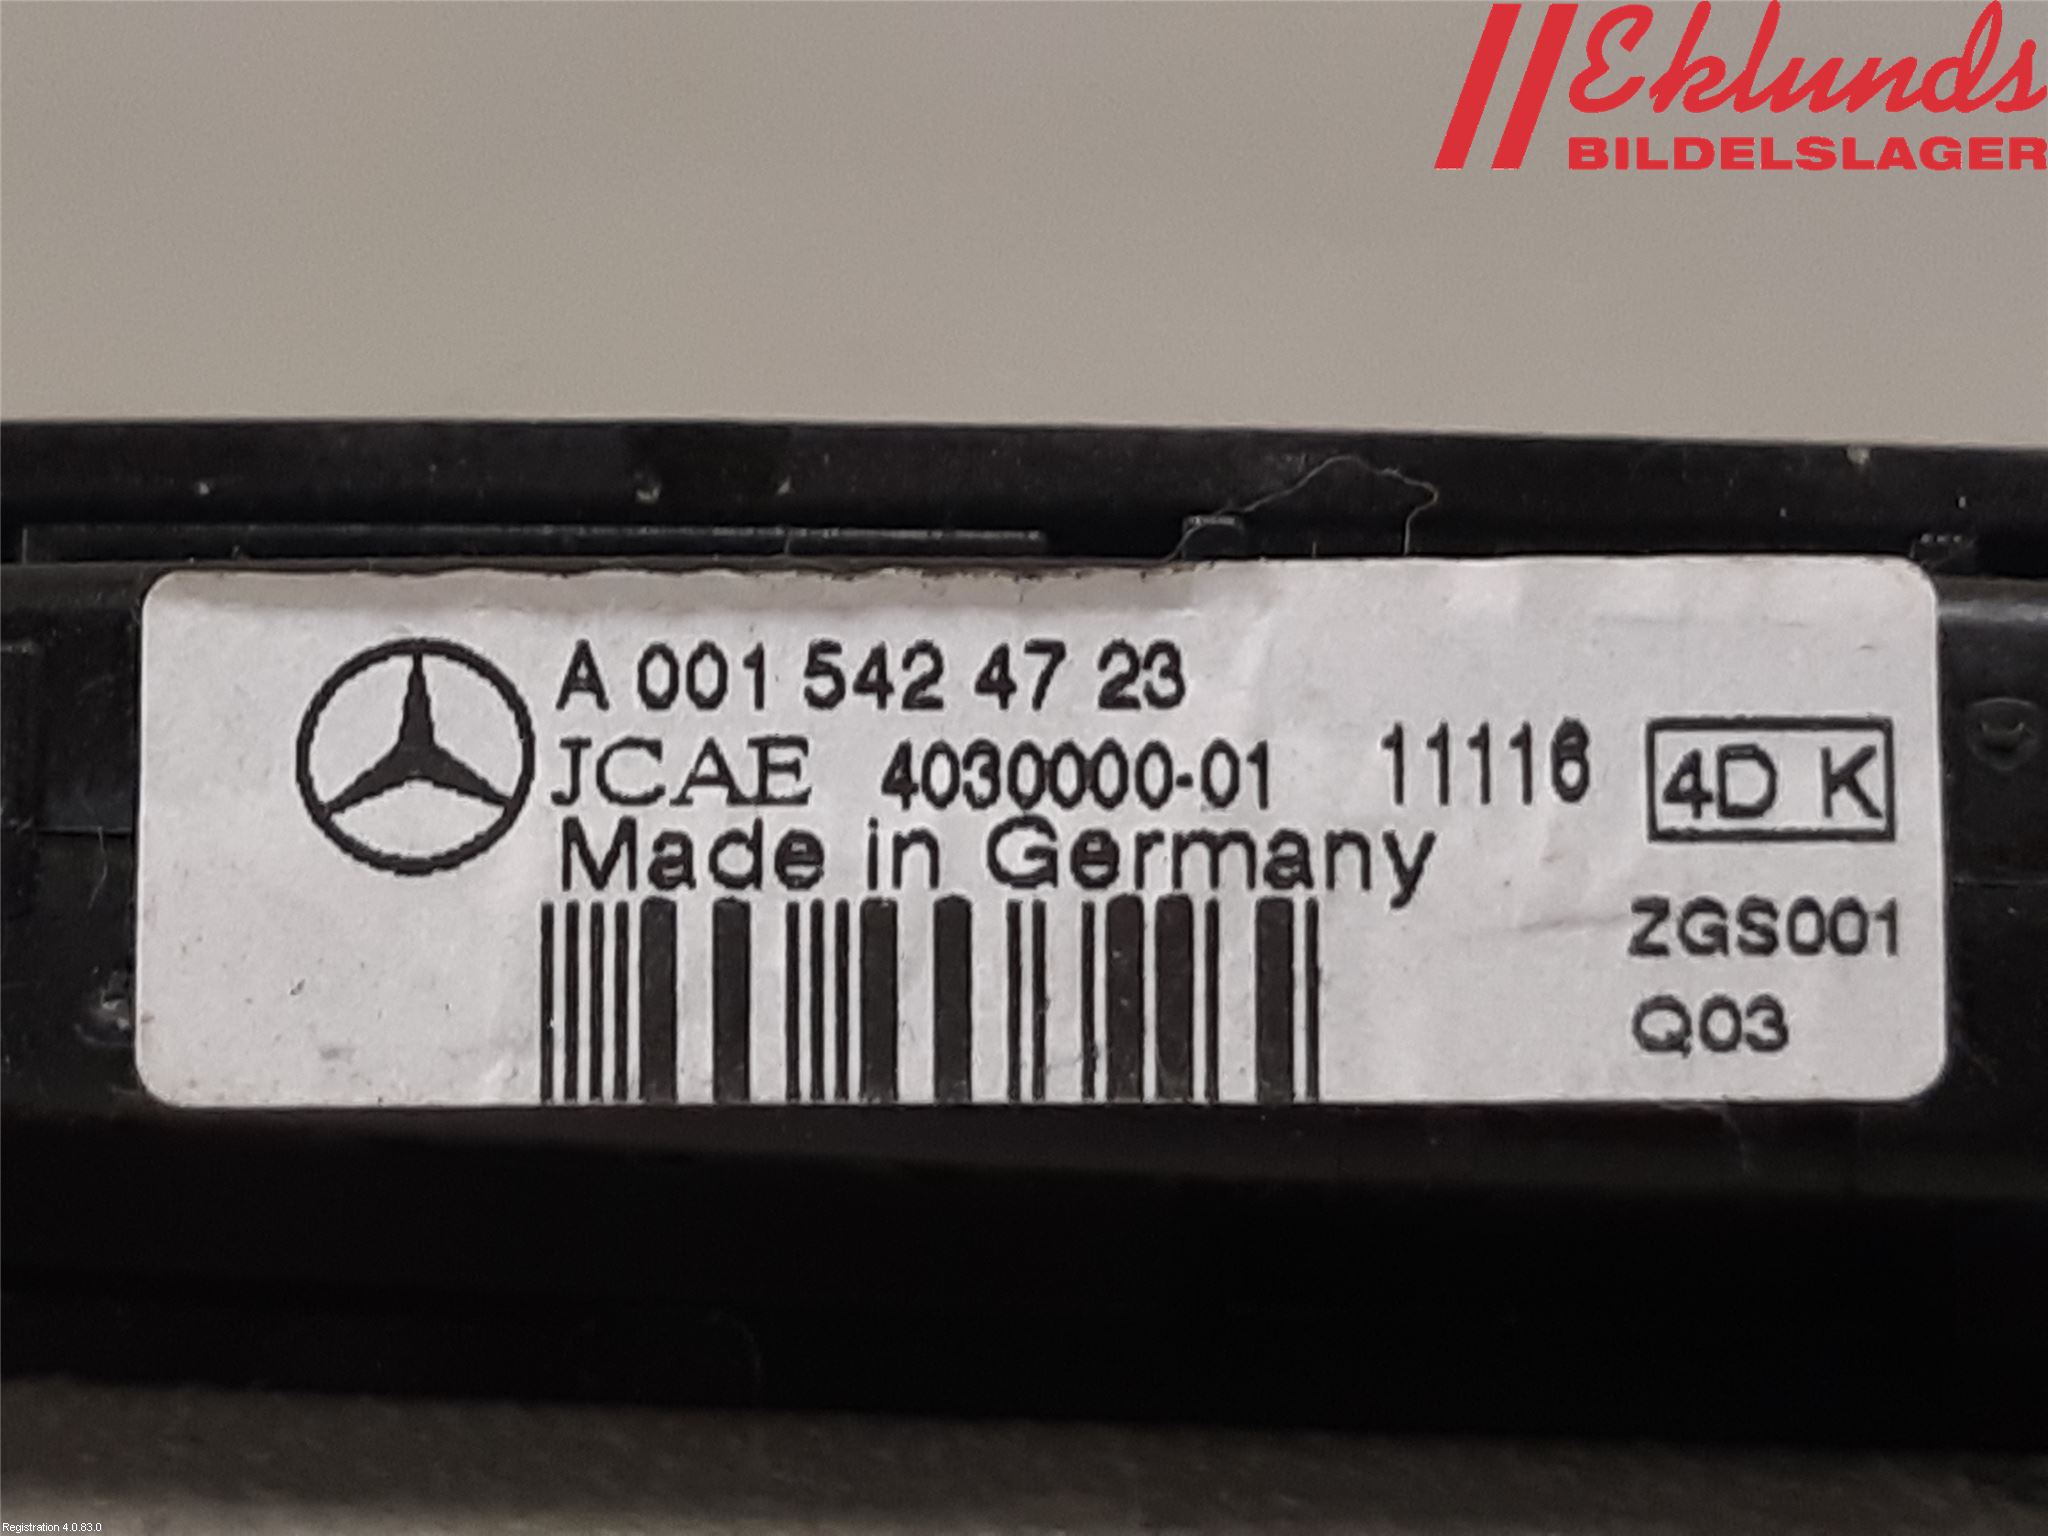 Eklunds
BILDELSLAGER
A 001 542 47 23
JCAE 4030000-01 11116 4D K
Made in Germany
ZGS001
Q03
Registration 4.0.83.0